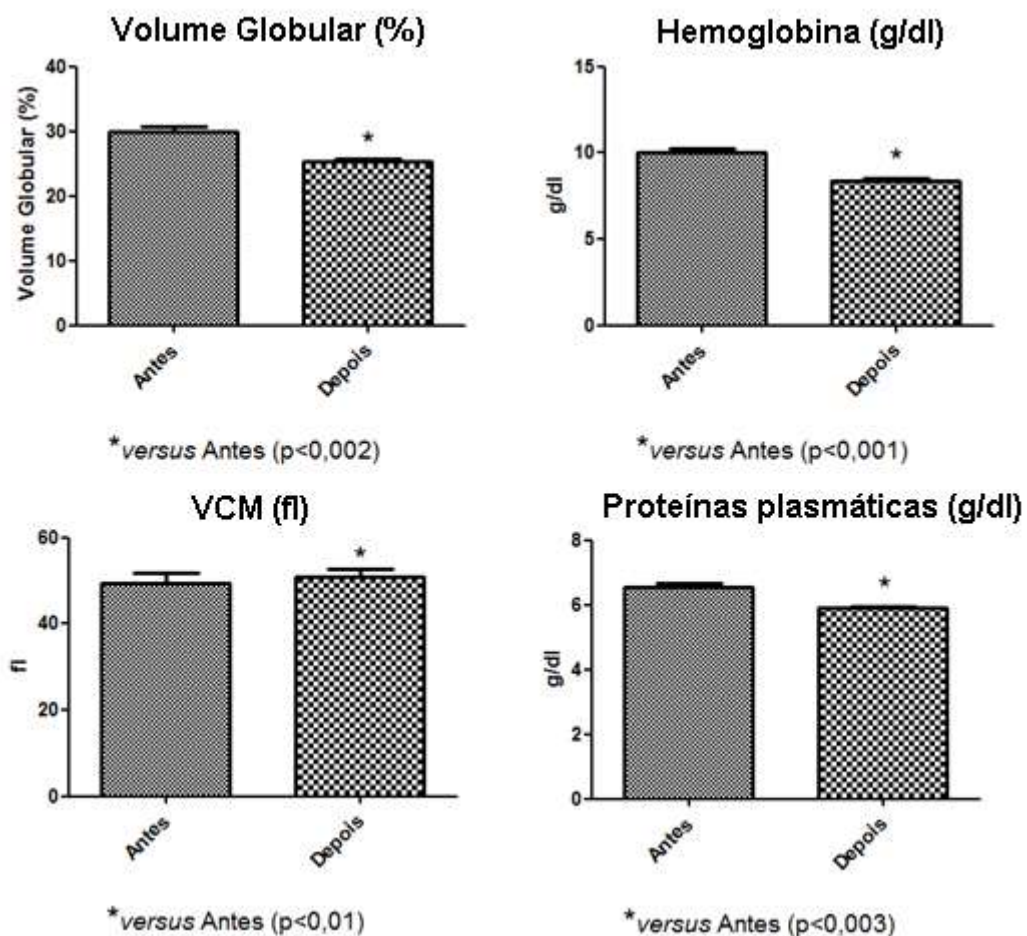 Volume Globular (%)
Volume Globular (%)
40
30
20
10
0
*
Antes
Depois
*versus Antes (p<0,002)
Hemoglobina (g/dl)
g/dl
15
10
5
0
*
Antes
Depois
*versus Antes (p<0,001)
VCM (fl)
fl
60
40
20
0
*
Antes
Depois
*versus Antes (p<0,01)
Proteínas plasmáticas (g/dl)
g/dl
8
6
4
2
0
*
Antes
Depois
*versus Antes (p<0,003)